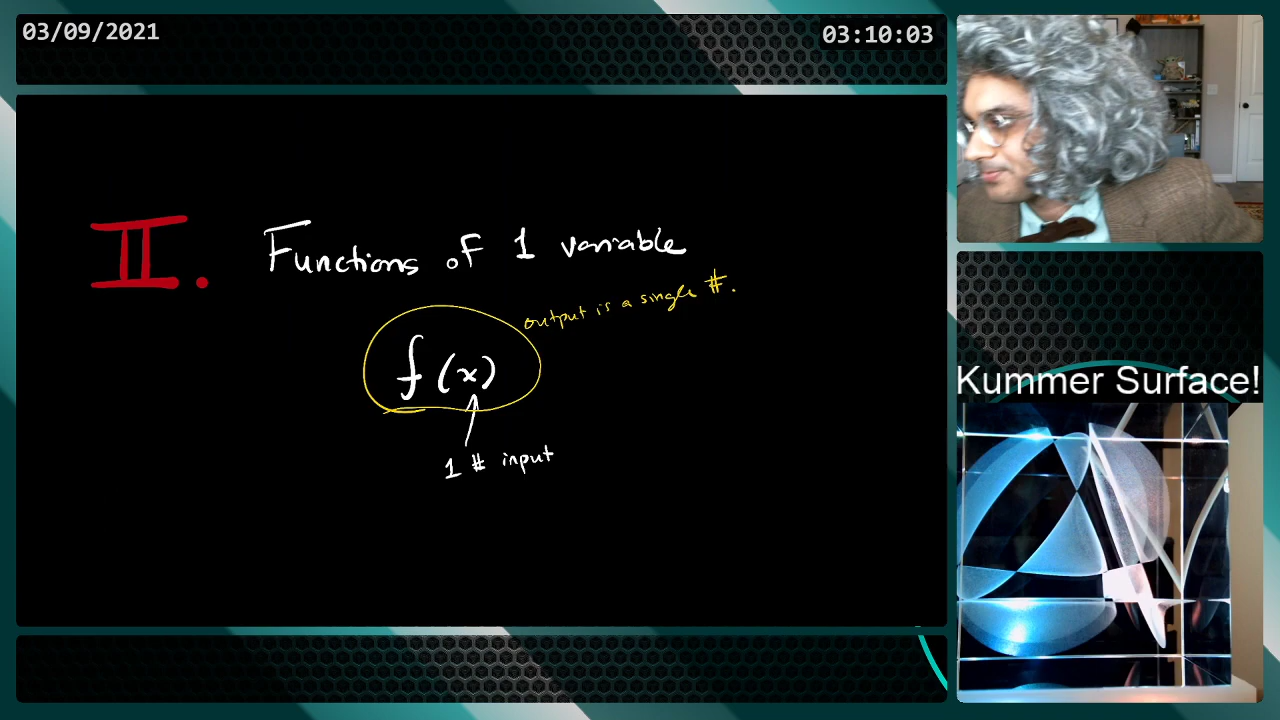 03/09/2021
03:10:03
II. Functions of 1 variable
output is a single #.
f(x)
1 # input
Kummer Surface!